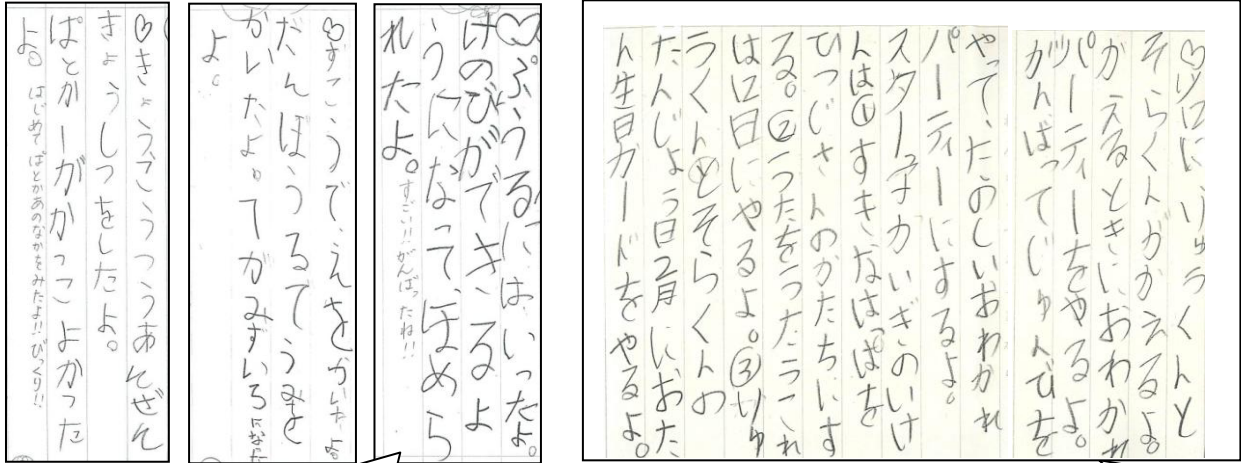 ♡12にりゅうくんと
そらくんがかえるよ。
かえるときにおわかれ
パーティーをやるよ。
がんばってじゅんびを
やって、たのしいおわかれ
パーティーにするよ。
かいぎのいけ
んは①すきなはっぱを
ひつじさんのかたちにす
る。②うたをうたうこれ
は12日にやるよ。③りゅ
うくんとそらくんの
たんじょう日2月におた
ん生日カードをやるよ。
♡ぷうるにはいったよ。
けのびができるよ
うになって、ほめら
れたよ。すごい!!がんばったね!!
♡ずこうで、えをかいたよ。
だんぼうるでうみを
かいたよ。てがみずいろになった
よ。
♡きょうこうつうあんぜん
きょうしつをしたよ。
ぱとかーがかっこよかった
よ。はじめてぱとかあのなかをみたよ!!びっくり!!